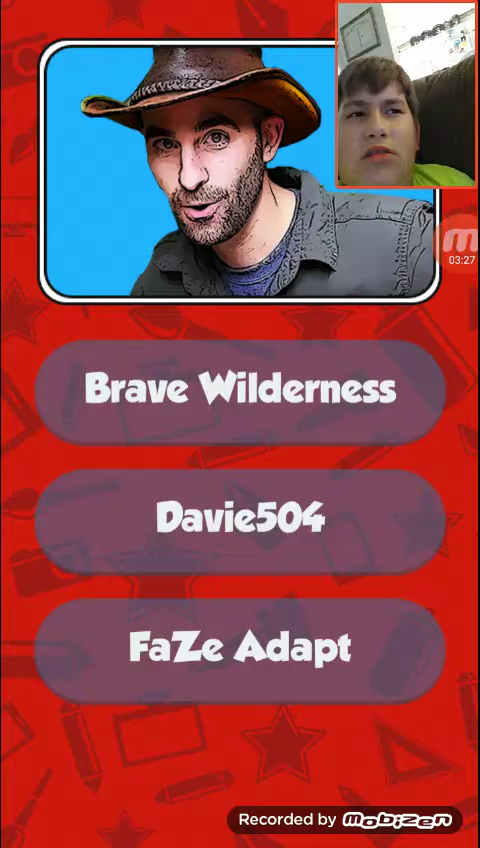 03:27
Brave Wilderness
Davie504
FaZe Adapt
Recorded by Mobizen